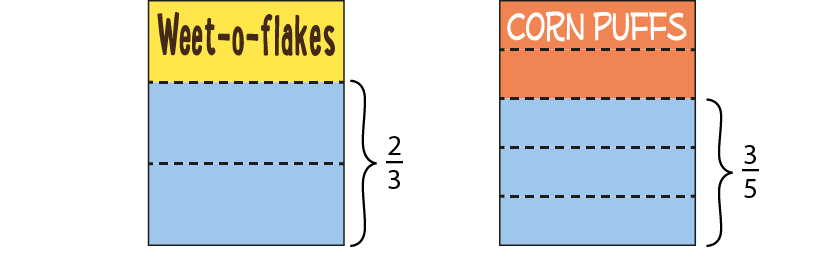 Weet-o-flakes
2/3
CORN PUFFS
3/5